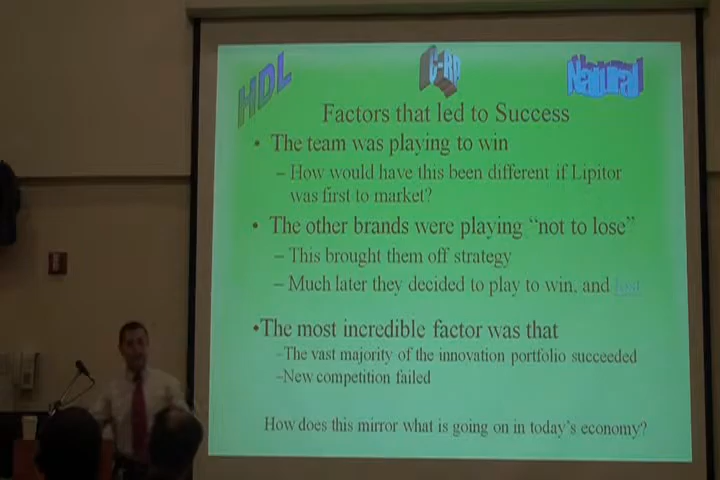 HDL
C-Rp
Natural
Factors that led to Success
• The team was playing to win
– How would have this been different if Lipitor
was first to market?
• The other brands were playing “not to lose”
– This brought them off strategy
– Much later they decided to play to win, and lost
•The most incredible factor was that
–The vast majority of the innovation portfolio succeeded
–New competition failed
How does this mirror what is going on in today’s economy?